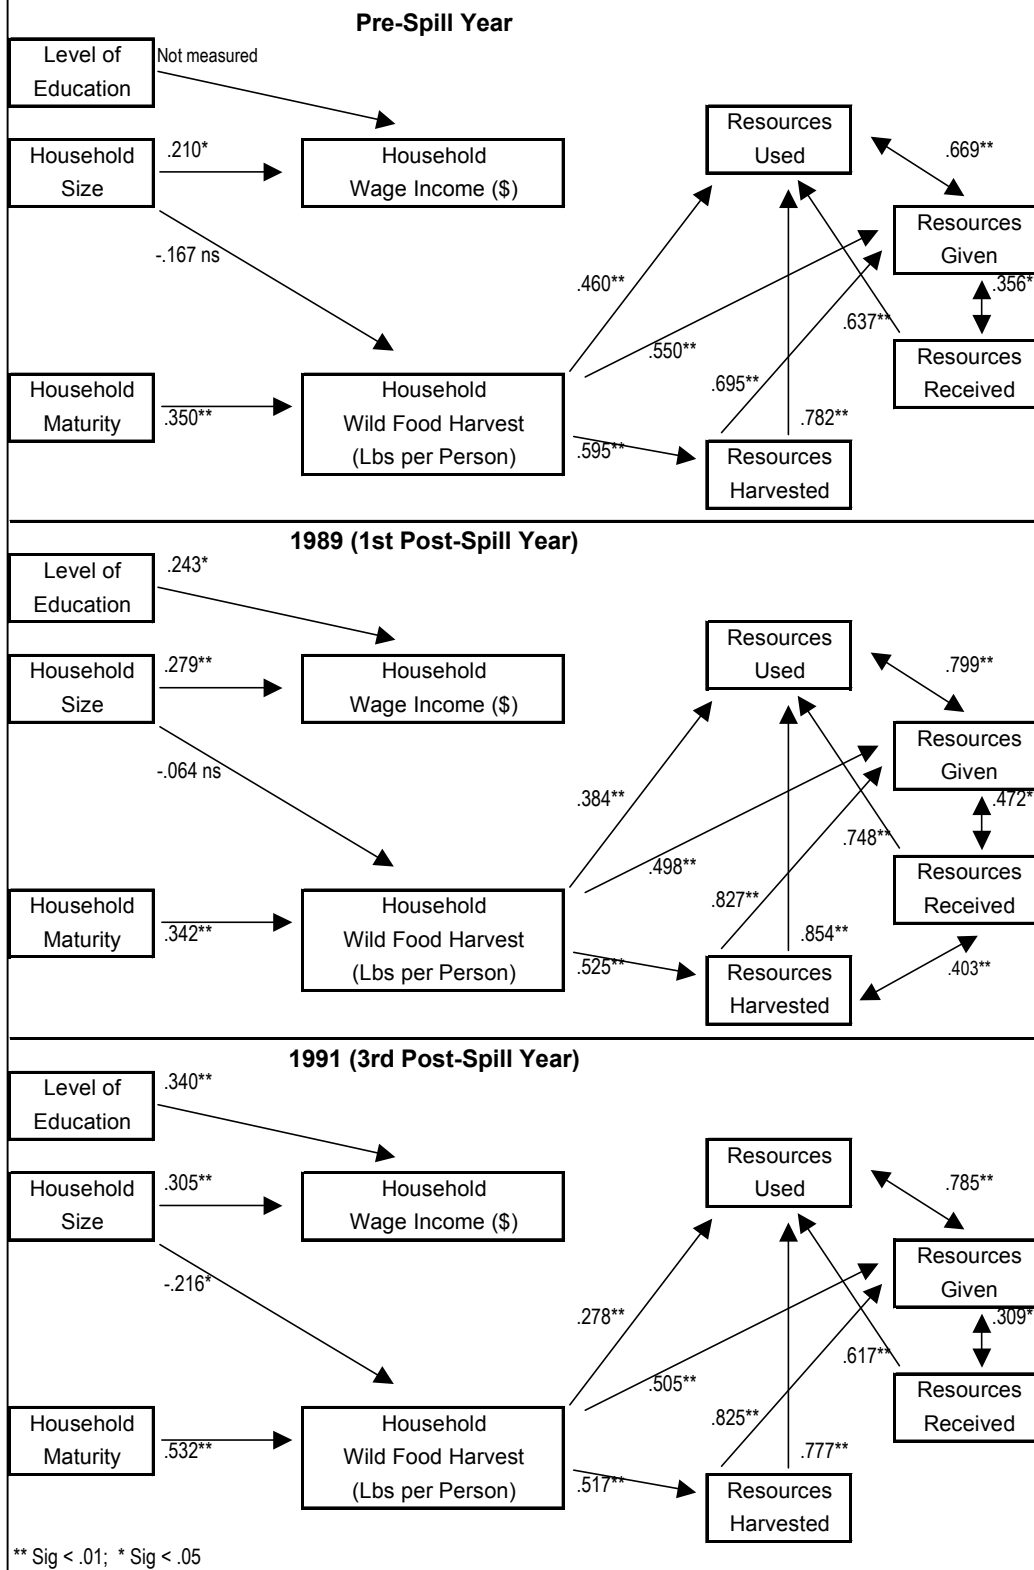 Pre-Spill Year
Level of
Education
Not measured
Household
Size
.210*
Household
Wage Income ($)
-.167 ns
Household
Maturity
.350**
Household
Wild Food Harvest
(Lbs per Person)
.460**
.550**
.595**
Resources
Used
.669**
Resources
Given
.356*
.637**
Resources
Received
.695**
.782**
Resources
Harvested
1989 (1st Post-Spill Year)
Level of
Education
.243*
Household
Size
.279**
Household
Wage Income ($)
-.064 ns
Household
Maturity
.342**
Household
Wild Food Harvest
(Lbs per Person)
.384**
.498**
.525**
Resources
Used
.799**
Resources
Given
.472*
.748**
Resources
Received
.827**
.854**
.403**
Resources
Harvested
1991 (3rd Post-Spill Year)
Level of
Education
.340**
Household
Size
.305**
Household
Wage Income ($)
-.216*
Household
Maturity
.532**
Household
Wild Food Harvest
(Lbs per Person)
.278**
.505**
.517**
Resources
Used
.785**
Resources
Given
.309*
.617**
Resources
Received
.825**
.777**
Resources
Harvested
** Sig < .01; * Sig < .05